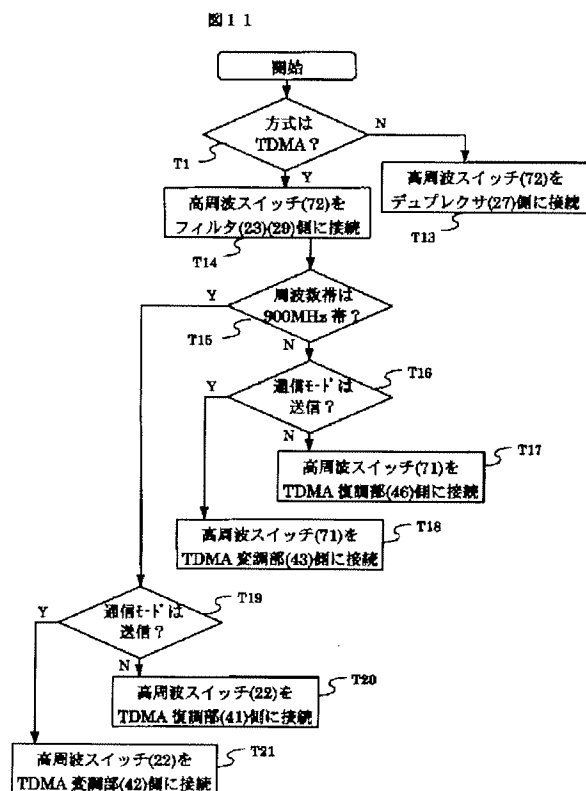 図11
開始
方式は
TDMA?
N
T1
Y
高周波スイッチ(72)を
デュプレクサ(27)側に接続
T13
高周波スイッチ(72)を
フィルタ(23)(29)側に接続
T14
Y
周波数帯は
900MHz帯?
T15
N
T16
Y
通信モードは
送信?
N
T17
高周波スイッチ(71)を
TDMA復調部(46)側に接続
T18
高周波スイッチ(71)を
TDMA変調部(43)側に接続
T19
Y
通信モードは
送信?
N
T20
高周波スイッチ(22)を
TDMA復調部(41)側に接続
T21
高周波スイッチ(22)を
TDMA変調部(42)側に接続